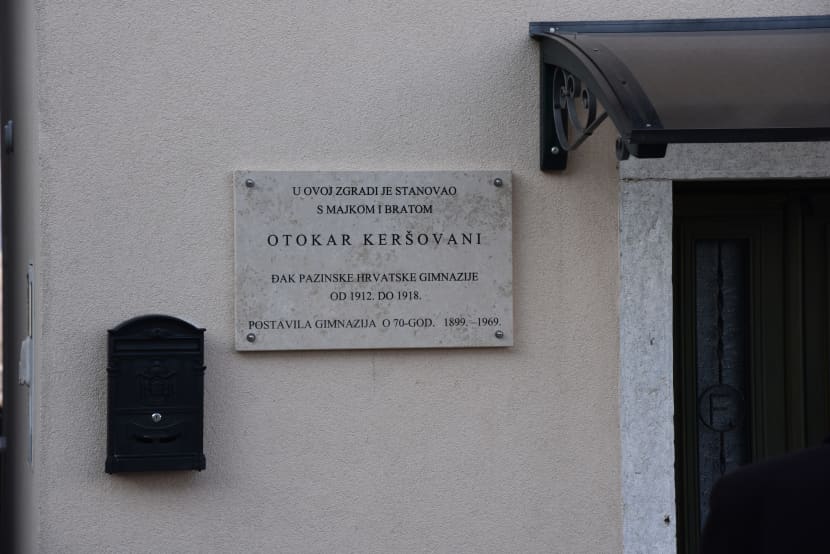 U OVOJ ZGRADI JE STANOVAO
S MAJKOM I BRATOM
OTOKAR KERŠOVANI
ĐAK PAZINSKE HRVATSKE GIMNAZIJE
OD 1912. DO 1918.
POSTAVILA GIMNAZIJA O 70-GOD. 1899.–1969.
F